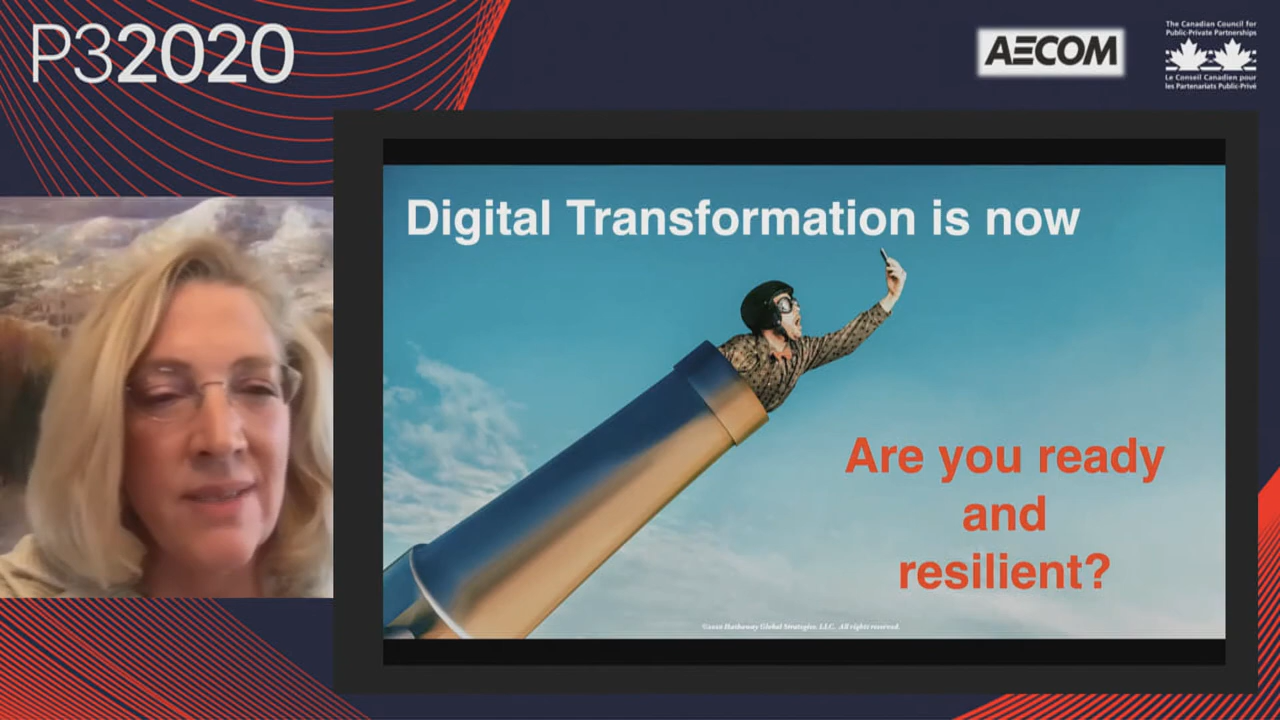 P32020
AECOM
The Canadian Council for
Public-Private Partnerships
Le Conseil Canadien pour
les Partenariats Public-Privé
Digital Transformation is now
Are you ready
and
resilient?
©2020 Hathaway Global Strategies, LLC. All rights reserved.